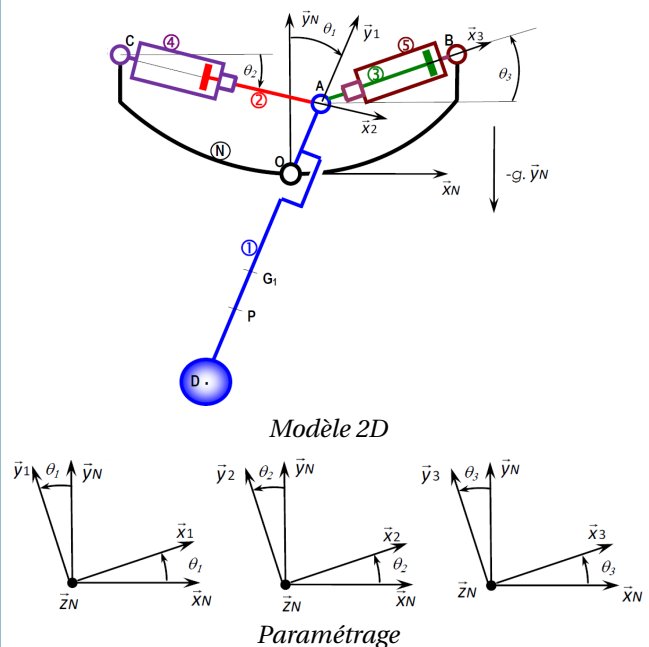 y⃗N θ1 y⃗1
C ④ ⑤ B x⃗3
θ2 A ③ θ3
② x⃗2
Ⓝ O x⃗N -g. y⃗N
①
G1
P
D .
Modèle 2D
y⃗1 θ1 y⃗N y⃗2 θ2 y⃗N y⃗3 θ3 y⃗N
x⃗1 x⃗2 x⃗3
θ1 θ2 θ3
z⃗N x⃗N z⃗N x⃗N z⃗N x⃗N
Paramétrage